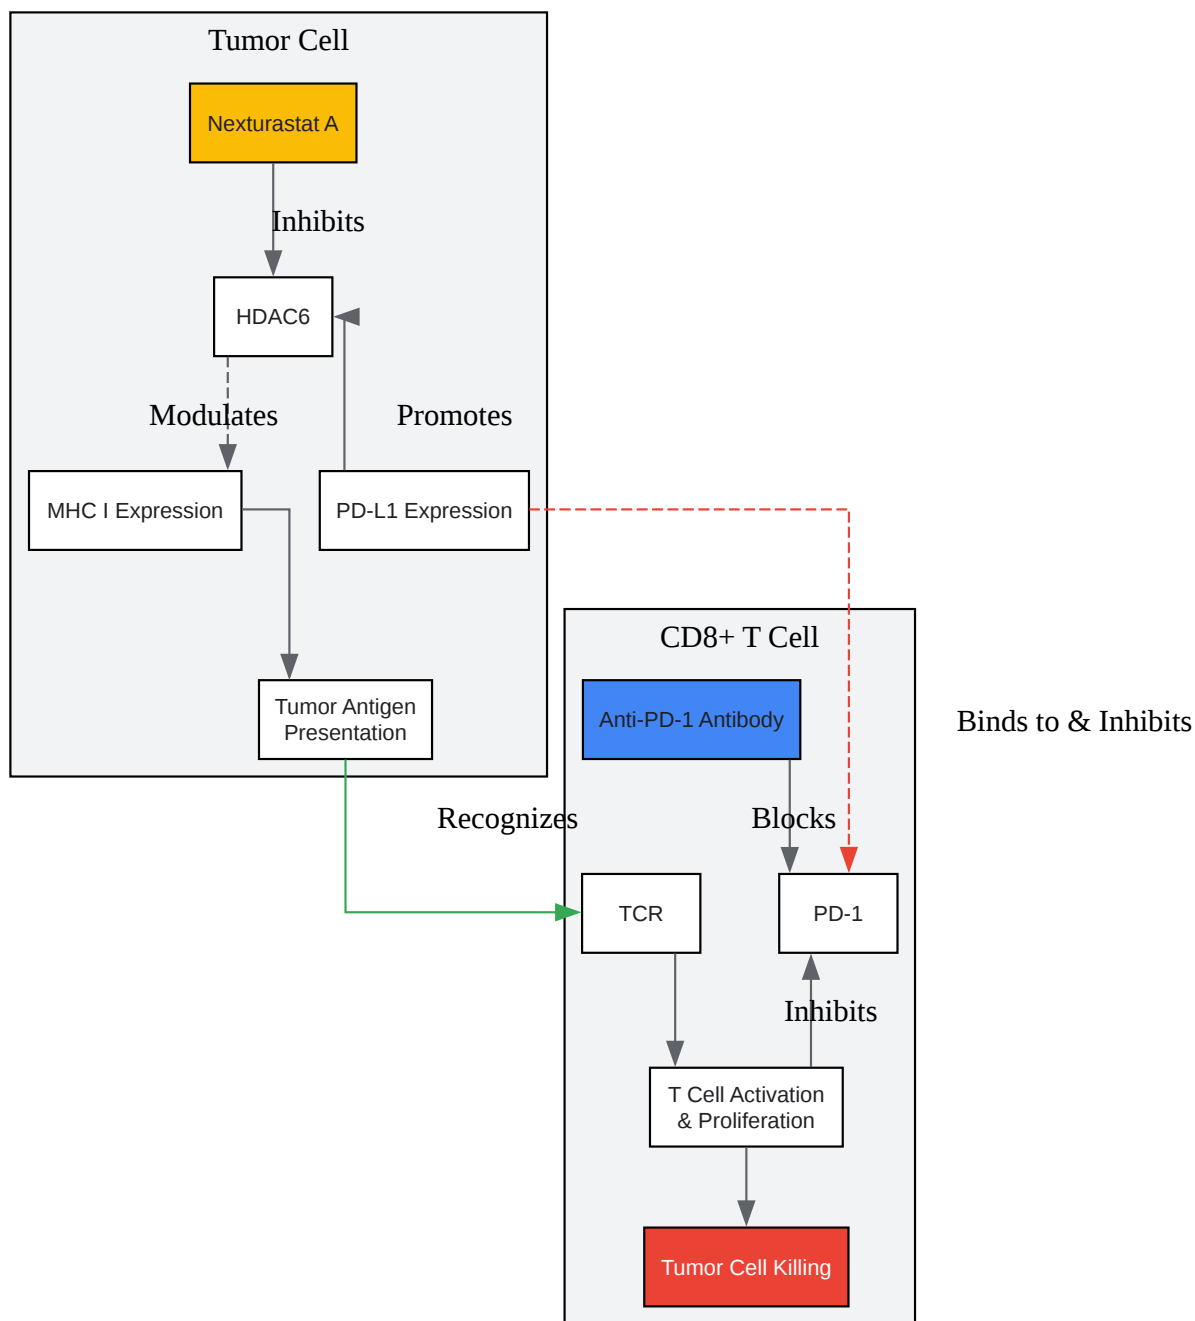 Tumor Cell
Nexturastat A
Inhibits
HDAC6
Modulates
Promotes
MHC I Expression
PD-L1 Expression
Tumor Antigen
Presentation
CD8+ T Cell
Anti-PD-1 Antibody
Binds to & Inhibits
Recognizes
Blocks
TCR
PD-1
Inhibits
T Cell Activation
& Proliferation
Tumor Cell Killing